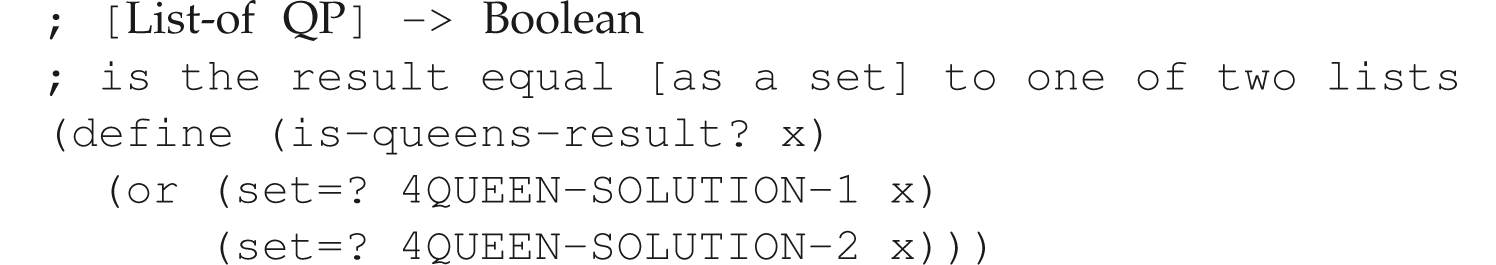 ; [List-of QP] -> Boolean
; is the result equal [as a set] to one of two lists
(define (is-queens-result? x)
  (or (set=? 4QUEEN-SOLUTION-1 x)
      (set=? 4QUEEN-SOLUTION-2 x)))